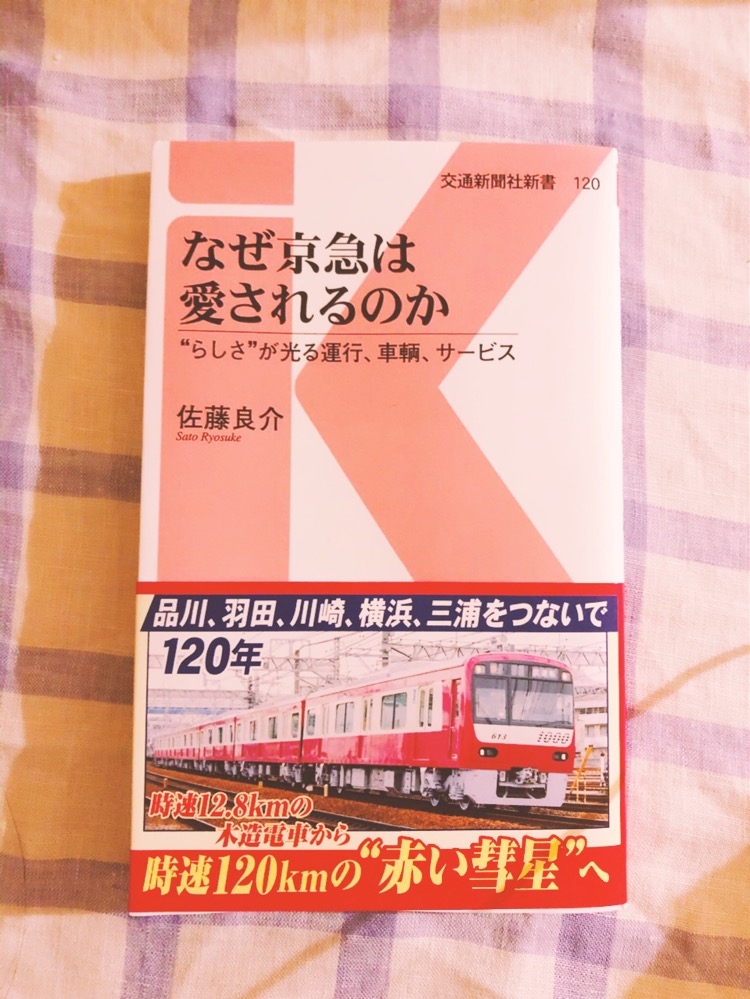 交通新聞社新書 120
なぜ京急は
愛されるのか
“らしさ”が光る運行、車輌、サービス
佐藤良介
Sato Ryosuke
品川、羽田、川崎、横浜、三浦をつないで
120年
613 1000
時速12.8kmの
木造電車から
時速120kmの“赤い彗星”へ